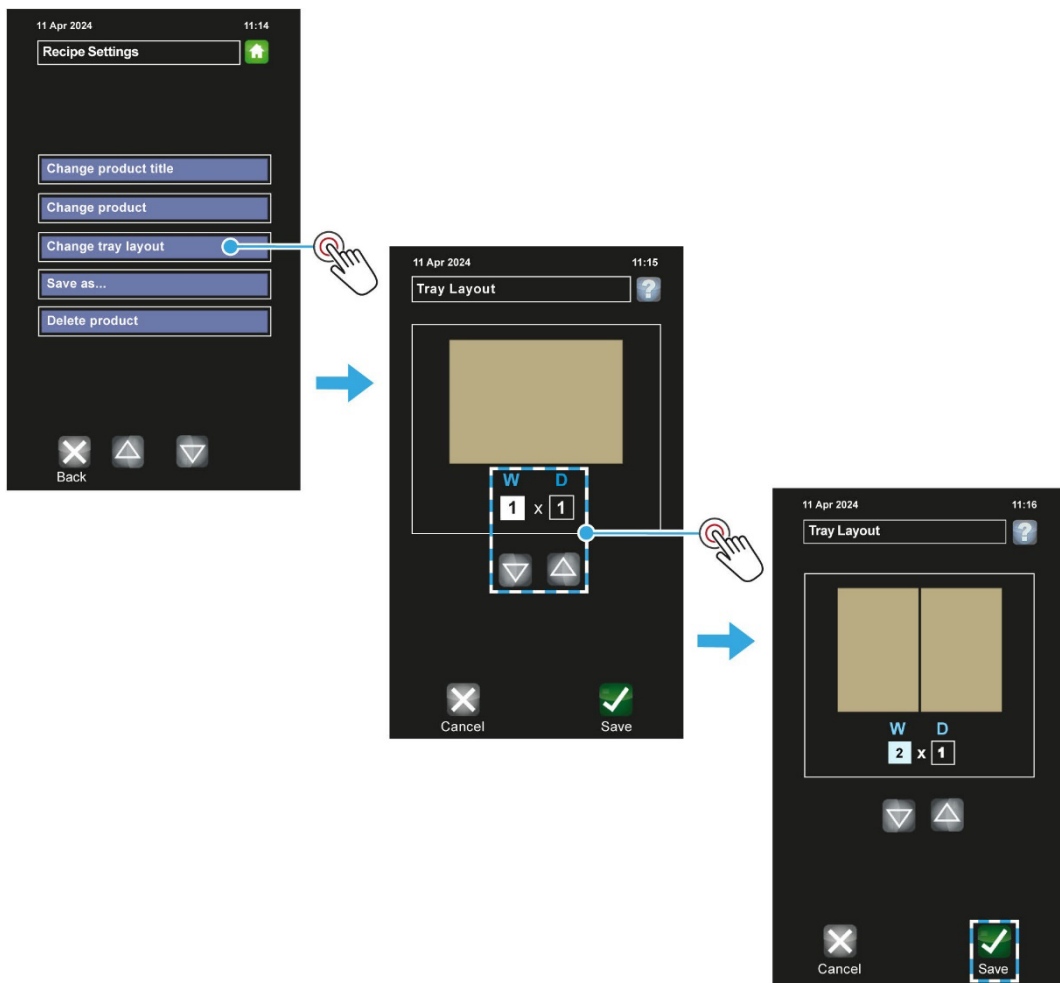 11 Apr 2024 11:14
Recipe Settings
Change product title
Change product
Change tray layout
Save as...
Delete product
Back
11 Apr 2024 11:15
Tray Layout ?
W D
1 x 1
Cancel Save
11 Apr 2024 11:16
Tray Layout ?
W D
2 x 1
Cancel Save